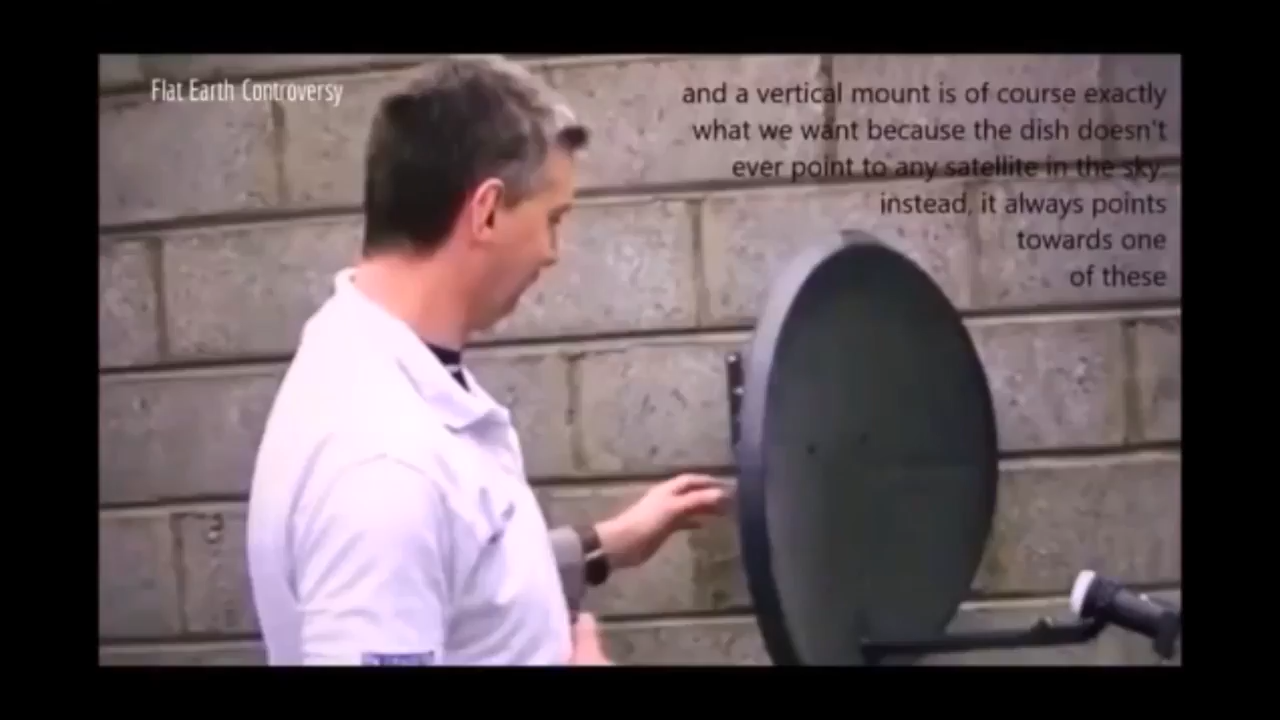 Flat Earth Controversy
and a vertical mount is of course exactly
what we want because the dish doesn't
ever point to any satellite in the sky
instead, it always points
towards one
of these